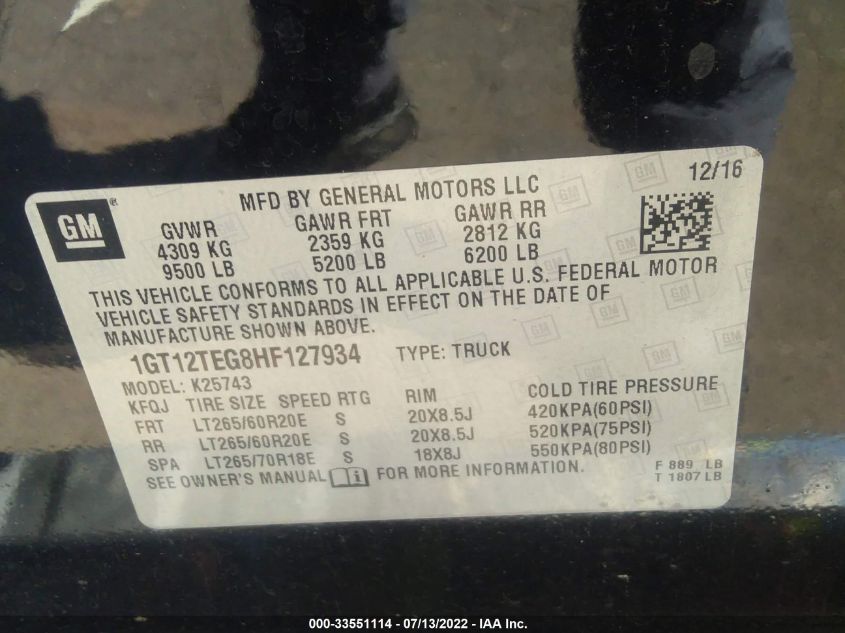 GM
MFD BY GENERAL MOTORS LLC
12/16
GVWR GAWR FRT GAWR RR
4309 KG 2359 KG 2812 KG
9500 LB 5200 LB 6200 LB
THIS VEHICLE CONFORMS TO ALL APPLICABLE U.S. FEDERAL MOTOR
VEHICLE SAFETY STANDARDS IN EFFECT ON THE DATE OF
MANUFACTURE SHOWN ABOVE.
1GT12TEG8HF127934 TYPE: TRUCK
MODEL: K25743
KFQJ TIRE SIZE SPEED RTG RIM COLD TIRE PRESSURE
FRT LT265/60R20E S 20X8.5J 420KPA(60PSI)
RR LT265/60R20E S 20X8.5J 520KPA(75PSI)
SPA LT265/70R18E S 18X8J 550KPA(80PSI)
SEE OWNER'S MANUAL FOR MORE INFORMATION.
F 889 LB
T 1807 LB
000-33551114 - 07/13/2022 - IAA Inc.